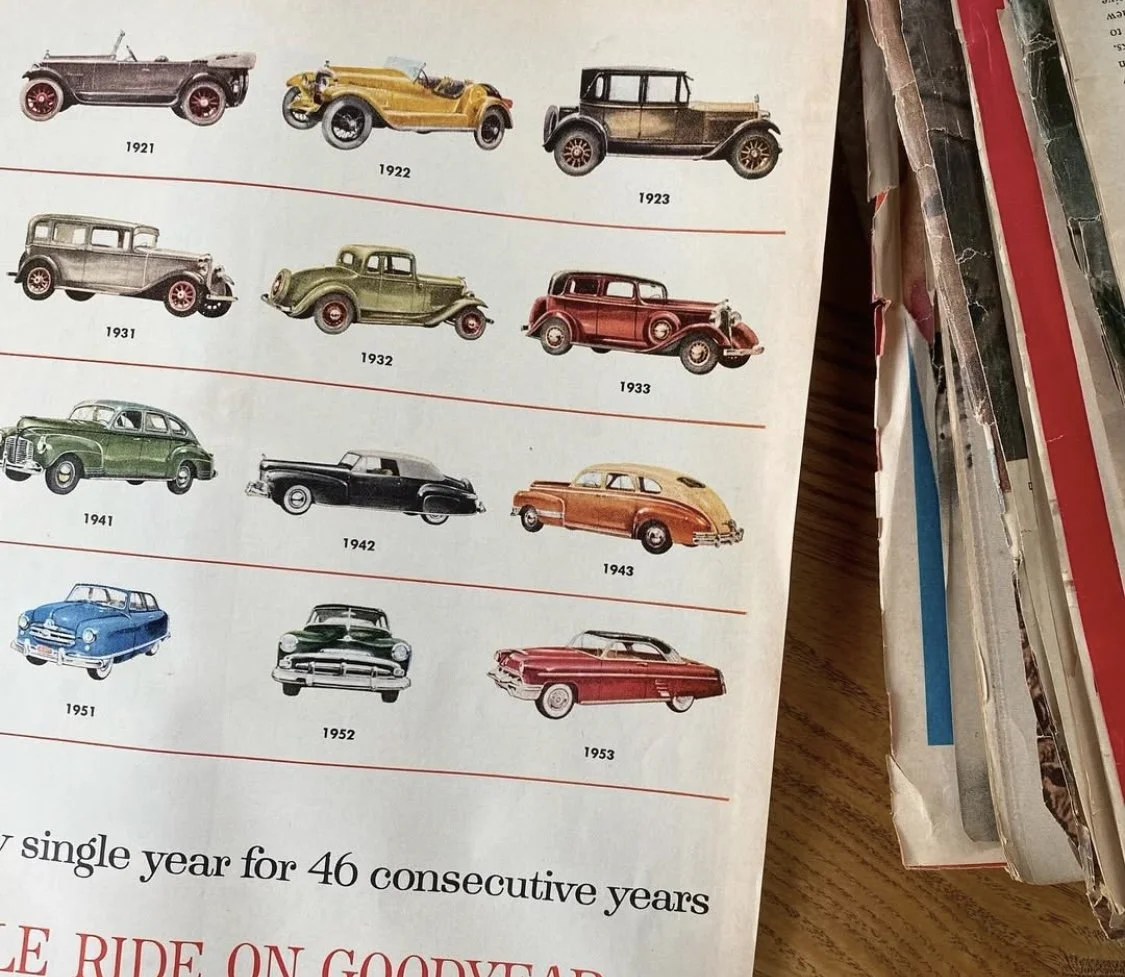 1921 1922 1923
1931 1932 1933
1941 1942 1943
1951 1952 1953
single year for 46 consecutive years
RIDE ON GOODYEAR